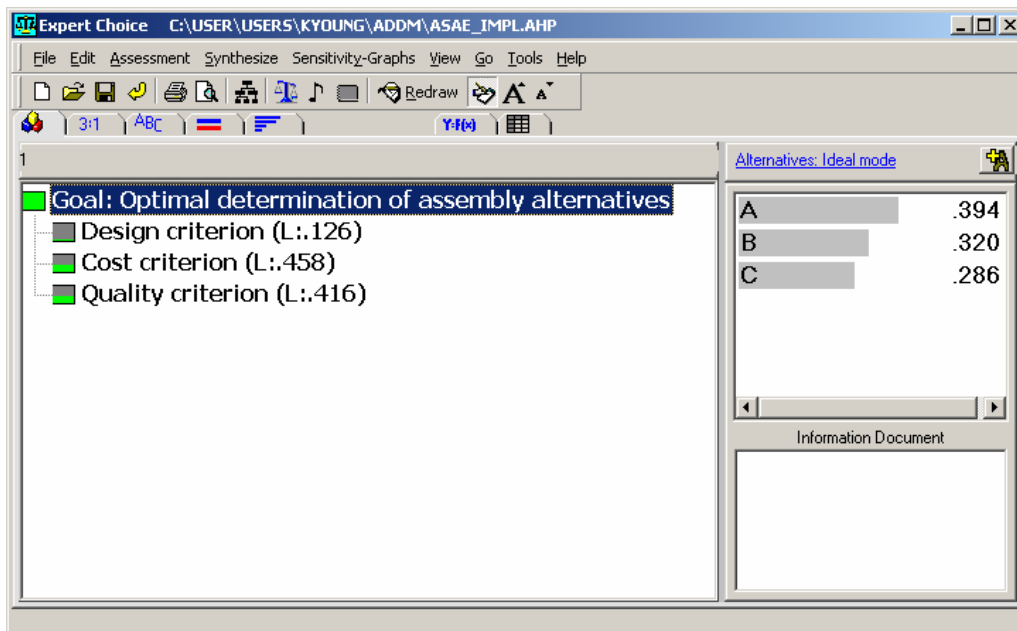 Expert Choice C:\USER\USERS\KYOUNG\ADDM\ASAE_IMPL.AHP
File Edit Assessment Synthesize Sensitivity-Graphs View Go Tools Help
Redraw A A
3:1 ABC Y=F(x)
1
Alternatives: Ideal mode
Goal: Optimal determination of assembly alternatives
Design criterion (L:.126)
Cost criterion (L:.458)
Quality criterion (L:.416)
A .394
B .320
C .286
Information Document